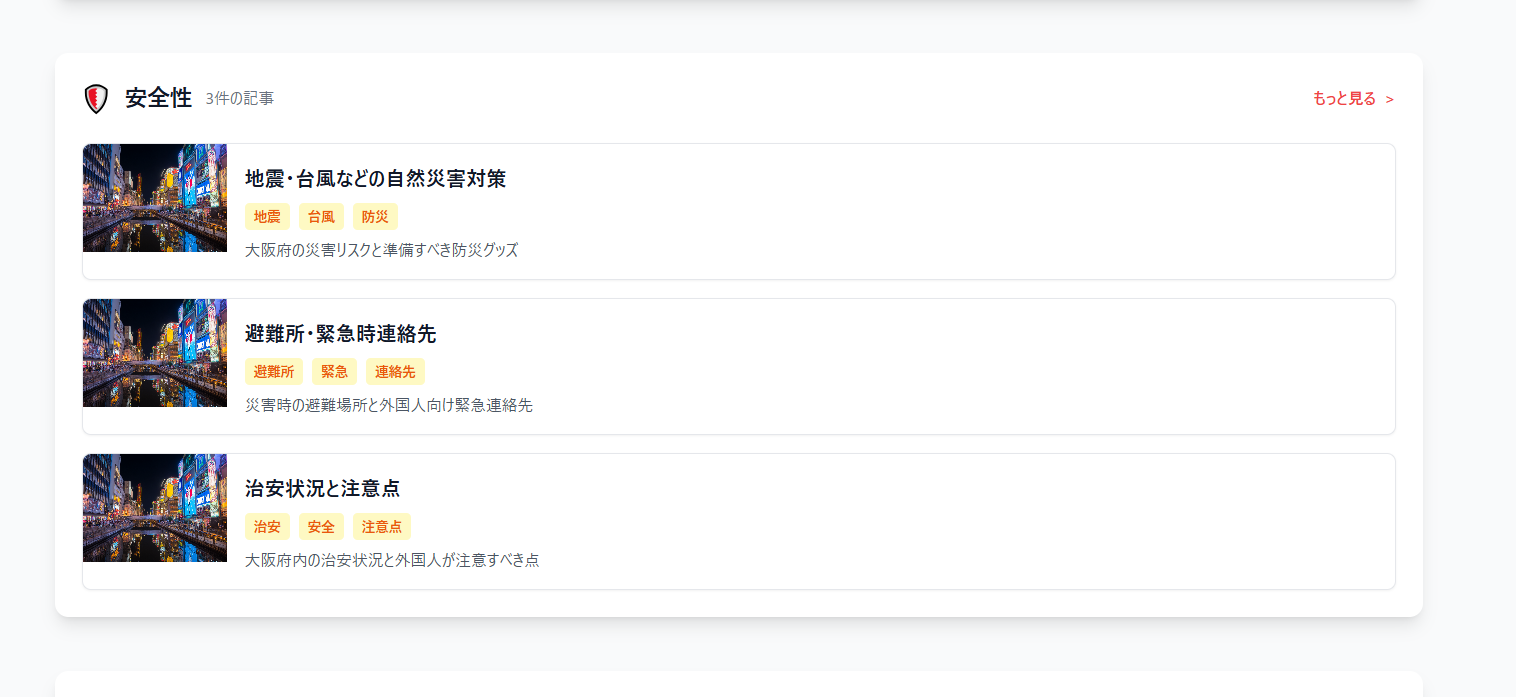 安全性 3件の記事
もっと見る >
地震・台風などの自然災害対策
地震 台風 防災
大阪府の災害リスクと準備すべき防災グッズ
避難所・緊急時連絡先
避難所 緊急 連絡先
災害時の避難場所と外国人向け緊急連絡先
治安状況と注意点
治安 安全 注意点
大阪府内の治安状況と外国人が注意すべき点